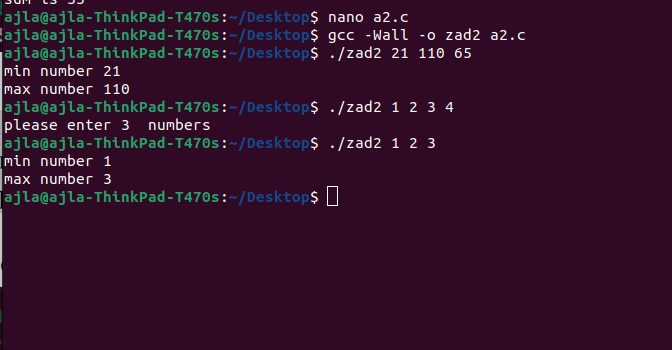 sum is 55
ajla@ajla-ThinkPad-T470s:~/Desktop$ nano a2.c
ajla@ajla-ThinkPad-T470s:~/Desktop$ gcc -Wall -o zad2 a2.c
ajla@ajla-ThinkPad-T470s:~/Desktop$ ./zad2 21 110 65
min number 21
max number 110
ajla@ajla-ThinkPad-T470s:~/Desktop$ ./zad2 1 2 3 4
please enter 3  numbers
ajla@ajla-ThinkPad-T470s:~/Desktop$ ./zad2 1 2 3
min number 1
max number 3
ajla@ajla-ThinkPad-T470s:~/Desktop$